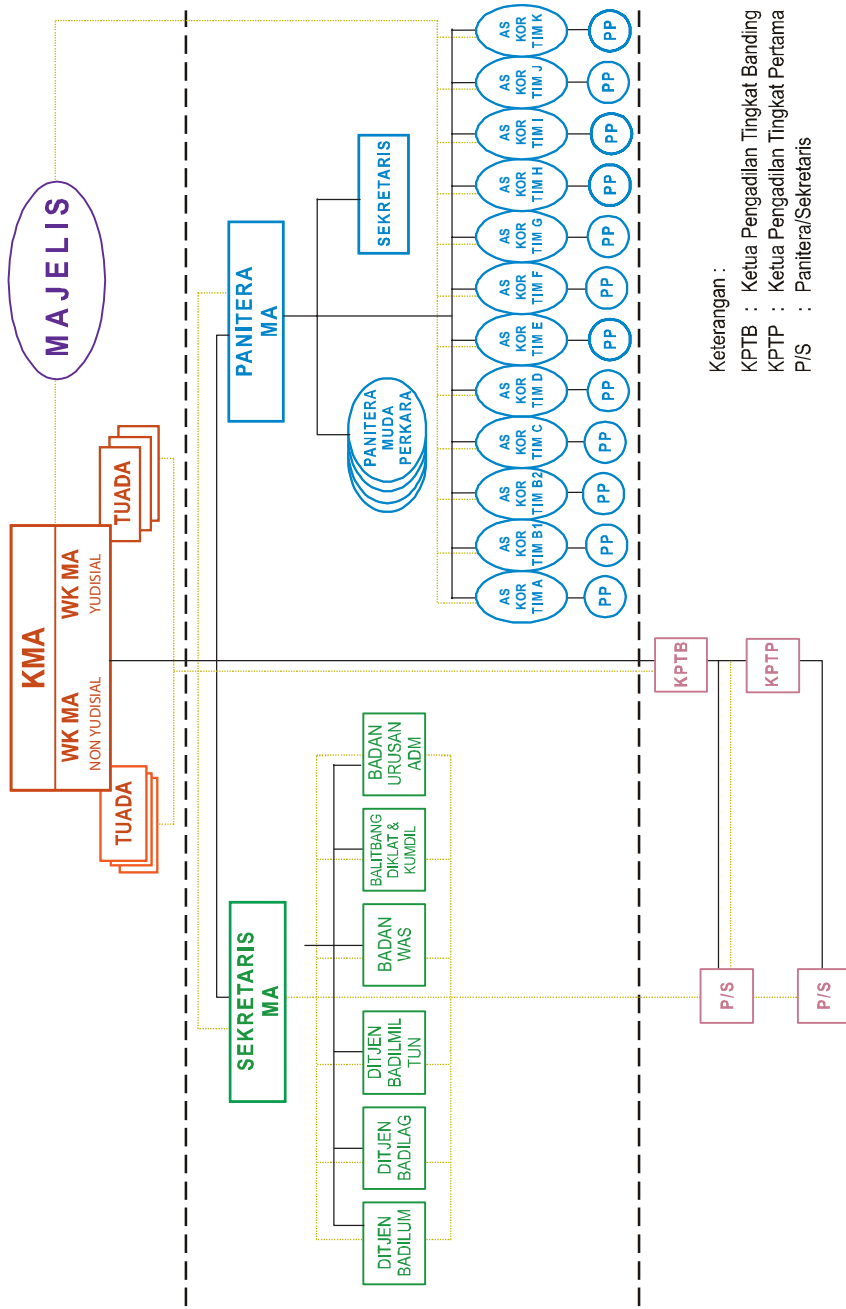 MAJELIS
KMA
WK MA
NON YUDISIAL
WK MA
YUDISIAL
TUADA
TUADA
SEKRETARIS
MA
PANITERA
MA
DITJEN
BADILUM
DITJEN
BADILAG
DITJEN
BADILMIL
TUN
BADAN
WAS
BALITBANG
DIKLAT &
KUMDIL
BADAN
URUSAN
ADM
PANITERA
MUDA
PERKARA
SEKRETARIS
AS
KOR
TIM A
AS
KOR
TIM B1
AS
KOR
TIM B2
AS
KOR
TIM C
AS
KOR
TIM D
AS
KOR
TIM E
AS
KOR
TIM F
AS
KOR
TIM G
AS
KOR
TIM H
AS
KOR
TIM I
AS
KOR
TIM J
AS
KOR
TIM K
PP
PP
PP
PP
PP
PP
PP
PP
PP
PP
PP
PP
KPTB
P/S
KPTP
P/S
Keterangan :
KPTB : Ketua Pengadilan Tingkat Banding
KPTP : Ketua Pengadilan Tingkat Pertama
P/S : Panitera/Sekretaris